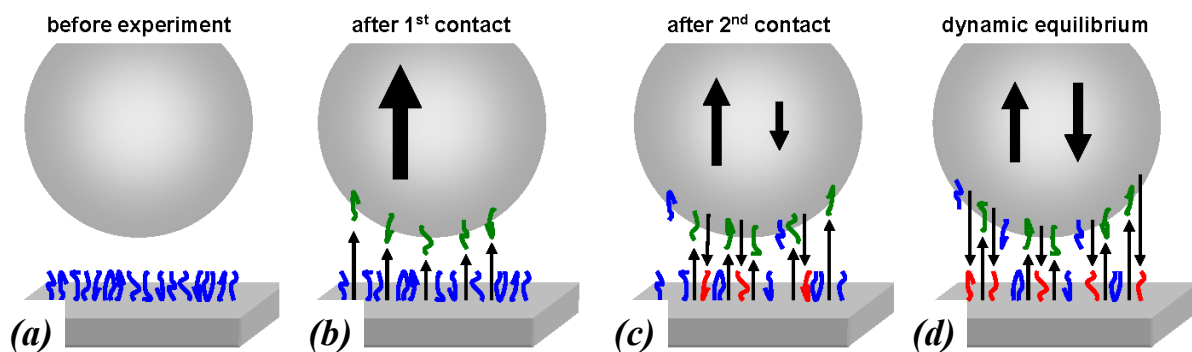 before experiment
after 1st contact
after 2nd contact
dynamic equilibrium
(a)
(b)
(c)
(d)